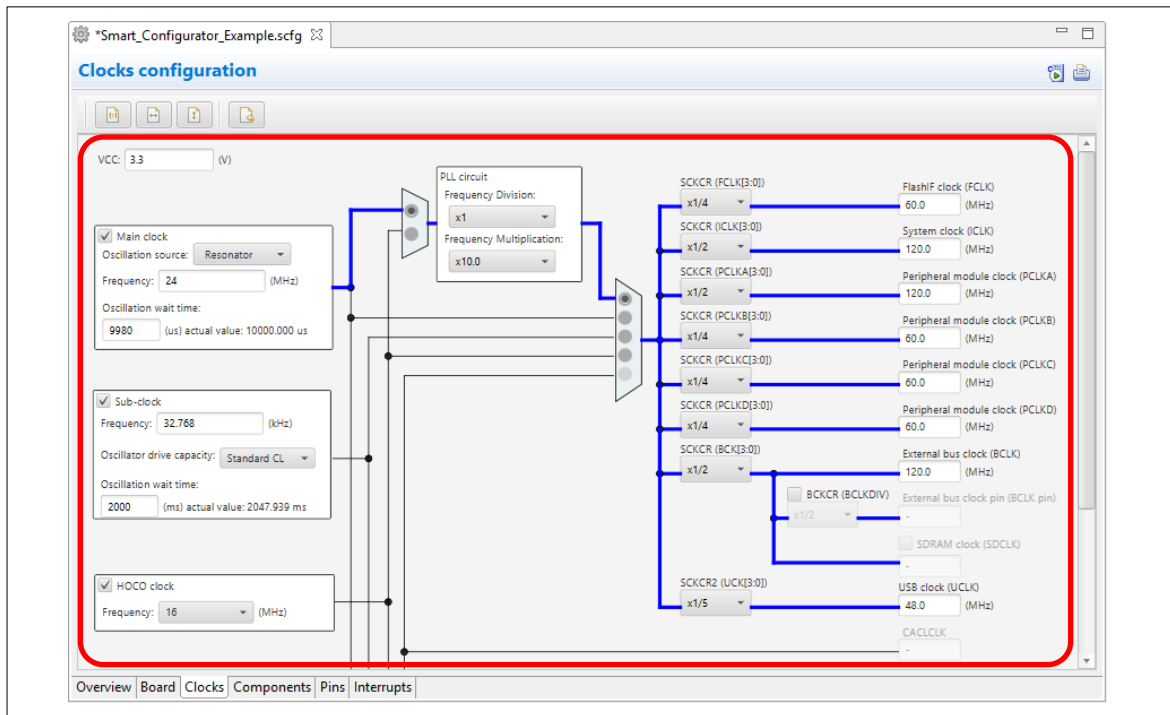 *Smart_Configurator_Example.scfg
Clocks configuration
1:1
VCC: 3.3 (V)
Main clock
Oscillation source: Resonator
Frequency: 24 (MHz)
Oscillation wait time:
9980 (us) actual value: 10000.000 us
Sub-clock
Frequency: 32.768 (kHz)
Oscillator drive capacity: Standard CL
Oscillation wait time:
2000 (ms) actual value: 2047.939 ms
HOCO clock
Frequency: 16 (MHz)
PLL circuit
Frequency Division:
x1
Frequency Multiplication:
x10.0
SCKCR (FCLK[3:0])
x1/4
FlashIF clock (FCLK)
60.0 (MHz)
SCKCR (ICLK[3:0])
x1/2
System clock (ICLK)
120.0 (MHz)
SCKCR (PCLKA[3:0])
x1/2
Peripheral module clock (PCLKA)
120.0 (MHz)
SCKCR (PCLKB[3:0])
x1/4
Peripheral module clock (PCLKB)
60.0 (MHz)
SCKCR (PCLKC[3:0])
x1/4
Peripheral module clock (PCLKC)
60.0 (MHz)
SCKCR (PCLKD[3:0])
x1/4
Peripheral module clock (PCLKD)
60.0 (MHz)
SCKCR (BCK[3:0])
x1/2
External bus clock (BCLK)
120.0 (MHz)
BCKCR (BCLKDIV)
x1/2
External bus clock pin (BCLK pin)
-
SDRAM clock (SDCLK)
-
SCKCR2 (UCK[3:0])
x1/5
USB clock (UCLK)
48.0 (MHz)
CACLCLK
-
Overview Board Clocks Components Pins Interrupts